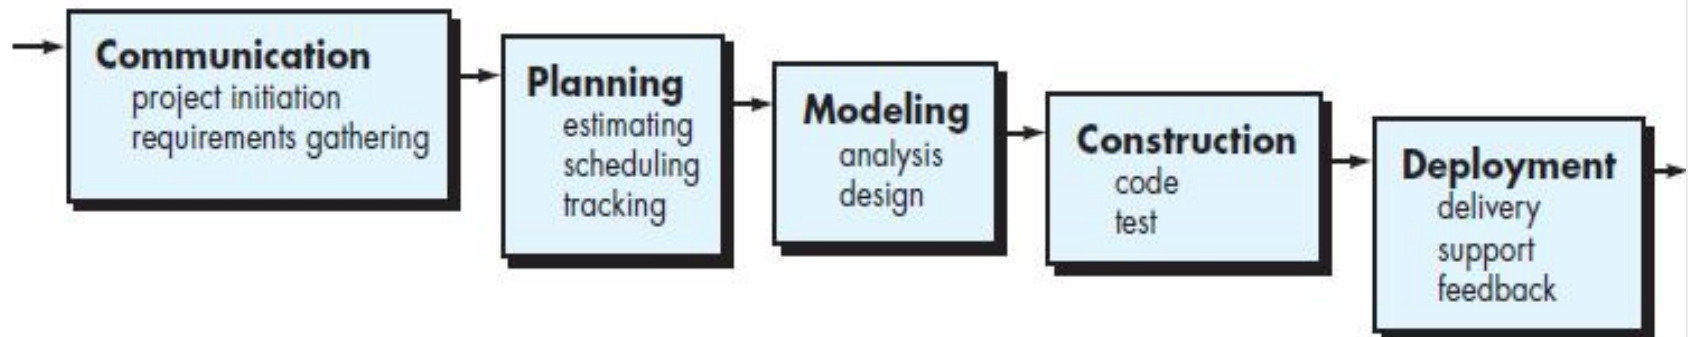 Communication
project initiation
requirements gathering
Planning
estimating
scheduling
tracking
Modeling
analysis
design
Construction
code
test
Deployment
delivery
support
feedback